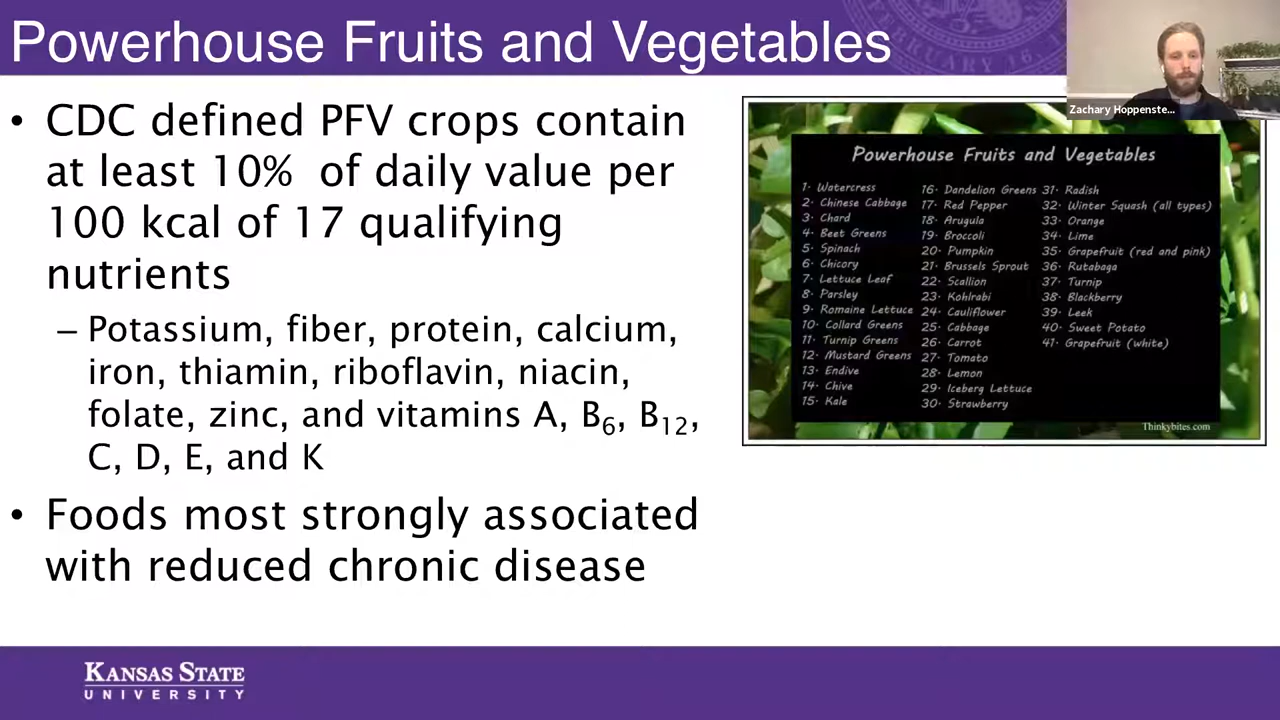 Powerhouse Fruits and Vegetables
Zachary Hoppenste...
• CDC defined PFV crops contain
at least 10% of daily value per
100 kcal of 17 qualifying
nutrients
– Potassium, fiber, protein, calcium,
iron, thiamin, riboflavin, niacin,
folate, zinc, and vitamins A, B6, B12,
C, D, E, and K
• Foods most strongly associated
with reduced chronic disease
Powerhouse Fruits and Vegetables
1. Watercress
2. Chinese Cabbage
3. Chard
4. Beet Greens
5. Spinach
6. Chicory
7. Lettuce Leaf
8. Parsley
9. Romaine Lettuce
10. Collard Greens
11. Turnip Greens
12. Mustard Greens
13. Endive
14. Chive
15. Kale
16. Dandelion Greens
17. Red Pepper
18. Arugula
19. Broccoli
20. Pumpkin
21. Brussels Sprout
22. Scallion
23. Kohlrabi
24. Cauliflower
25. Cabbage
26. Carrot
27. Tomato
28. Lemon
29. Iceberg Lettuce
30. Strawberry
31. Radish
32. Winter Squash (all types)
33. Orange
34. Lime
35. Grapefruit (red and pink)
36. Rutabaga
37. Turnip
38. Blackberry
39. Leek
40. Sweet Potato
41. Grapefruit (white)
Thinkybites.com
KANSAS STATE
UNIVERSITY